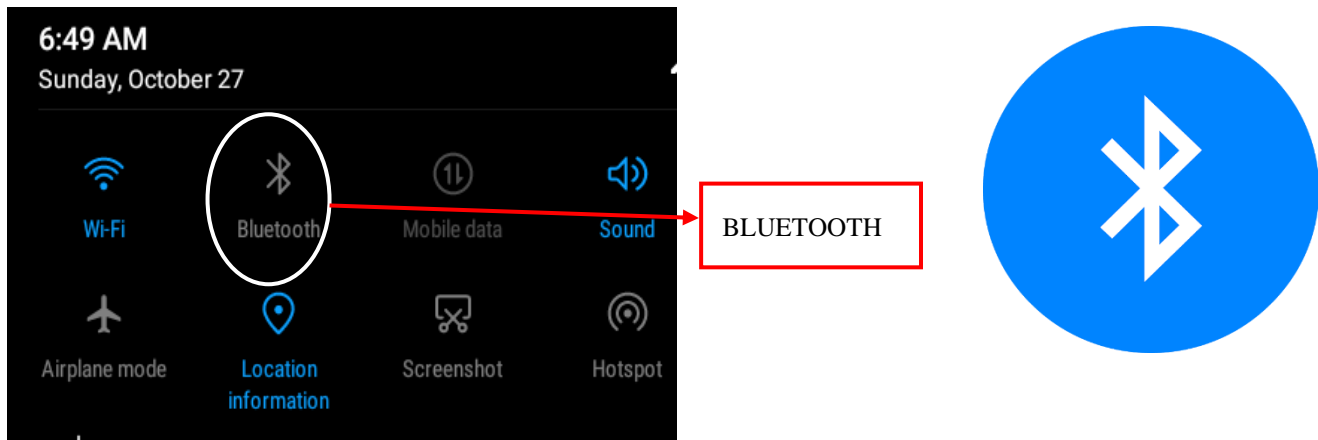 6:49 AM
Sunday, October 27
Wi-Fi
Bluetooth
Mobile data
Sound
BLUETOOTH
Airplane mode
Location
information
Screenshot
Hotspot